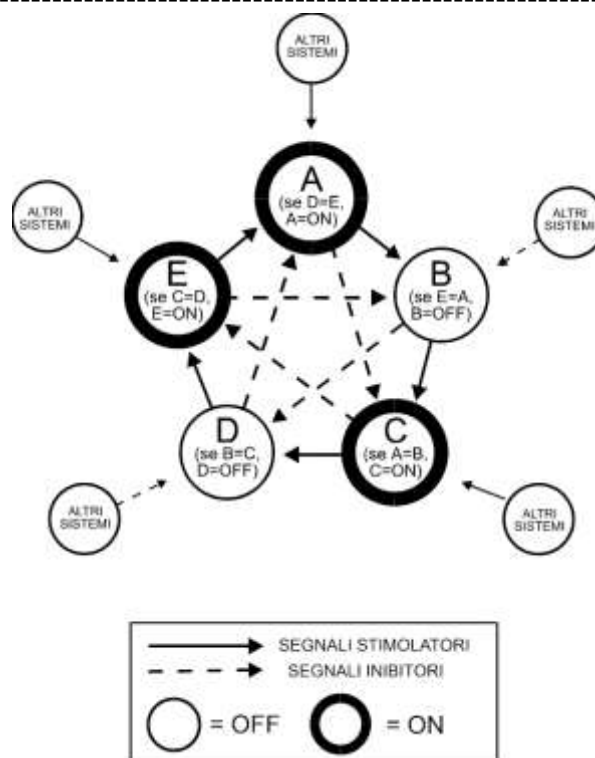 ALTRI
SISTEMI
A
(se D=E,
A=ON)
ALTRI
SISTEMI
ALTRI
SISTEMI
E
(se C=D,
E=ON)
B
(se E=A,
B=OFF)
D
(se B=C,
D=OFF)
C
(se A=B,
C=ON)
ALTRI
SISTEMI
ALTRI
SISTEMI
SEGNALI STIMOLATORI
SEGNALI INIBITORI
= OFF
= ON